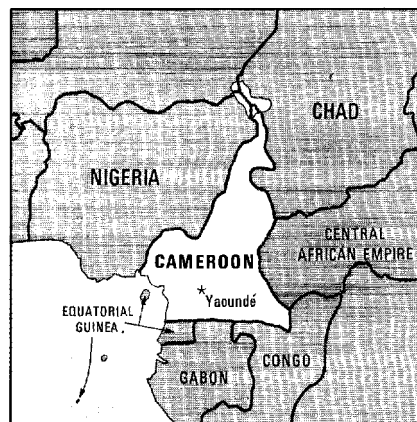 CHAD
NIGERIA
CENTRAL
AFRICAN EMPIRE
CAMEROON
Yaoundé
EQUATORIAL
GUINEA
GABON
CONGO